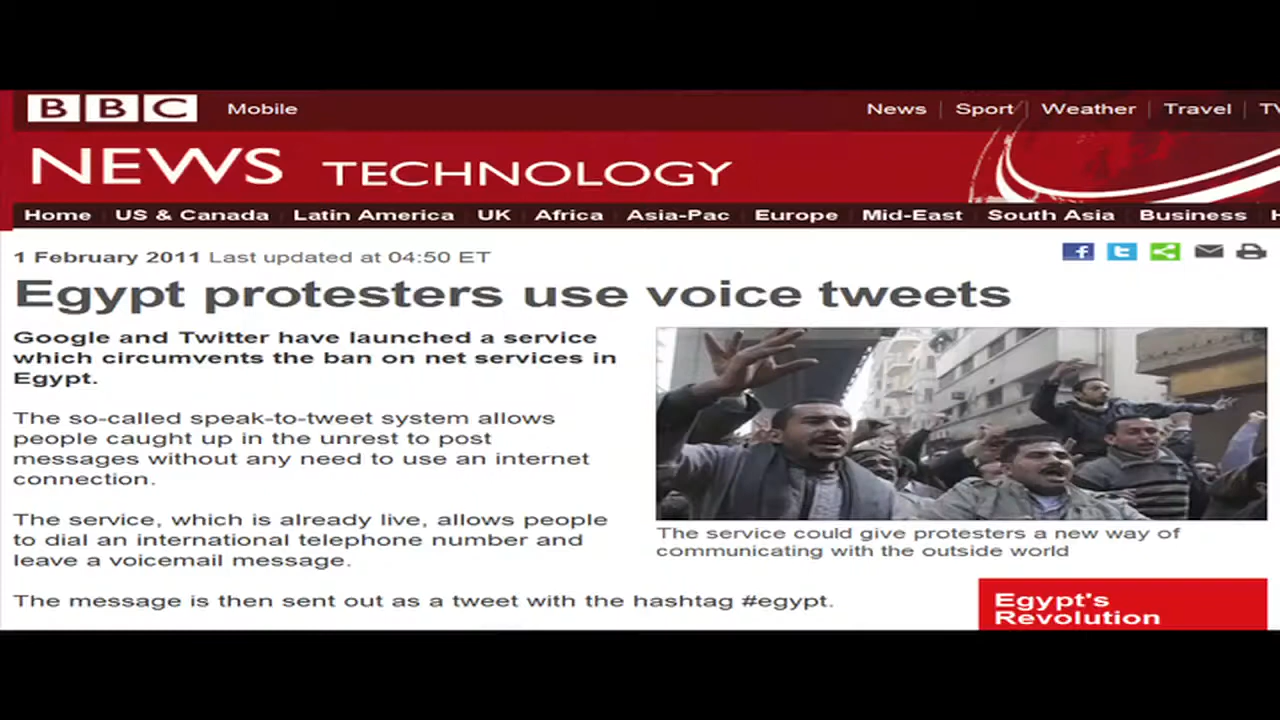 BBC Mobile News Sport Weather Travel
NEWS TECHNOLOGY
Home US & Canada Latin America UK Africa Asia-Pac Europe Mid-East South Asia Business
1 February 2011 Last updated at 04:50 ET
Egypt protesters use voice tweets
Google and Twitter have launched a service
which circumvents the ban on net services in
Egypt.
The so-called speak-to-tweet system allows
people caught up in the unrest to post
messages without any need to use an internet
connection.
The service, which is already live, allows people
to dial an international telephone number and
leave a voicemail message.
The message is then sent out as a tweet with the hashtag #egypt.
The service could give protesters a new way of
communicating with the outside world
Egypt's
Revolution